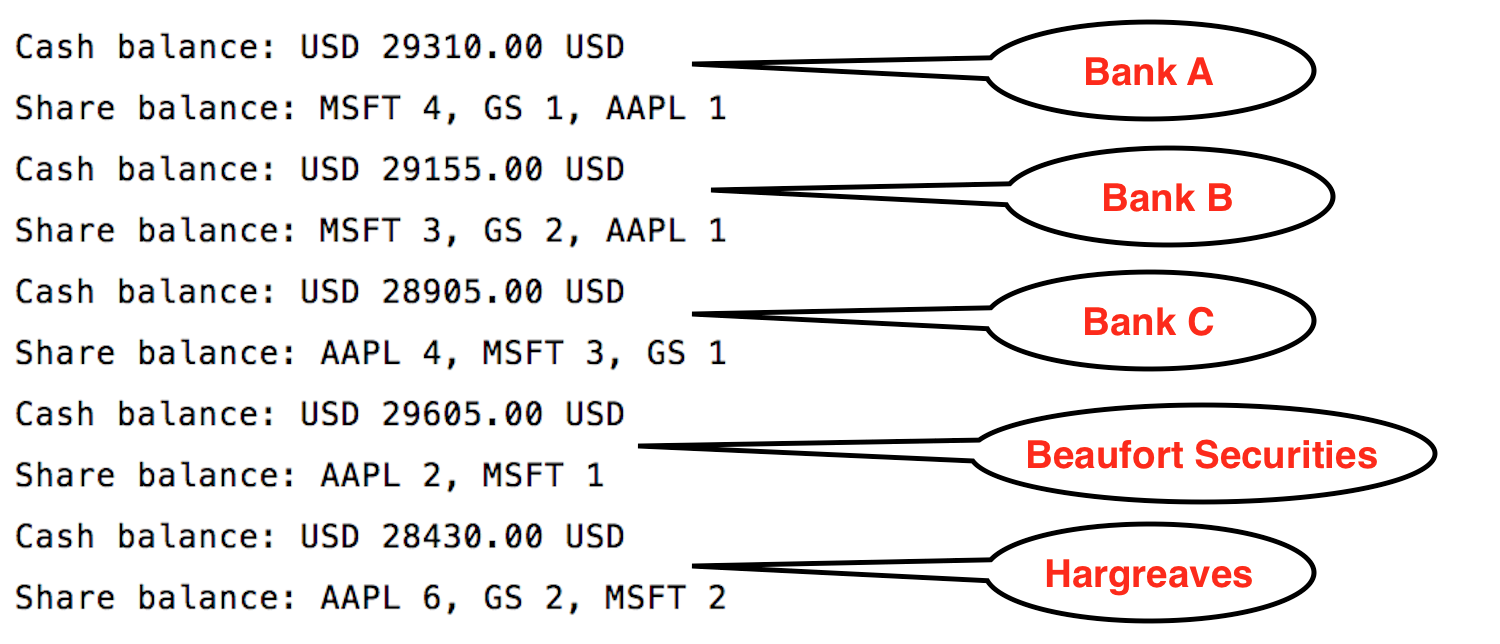 Cash balance: USD 29310.00 USD
Bank A
Share balance: MSFT 4, GS 1, AAPL 1
Cash balance: USD 29155.00 USD
Bank B
Share balance: MSFT 3, GS 2, AAPL 1
Cash balance: USD 28905.00 USD
Bank C
Share balance: AAPL 4, MSFT 3, GS 1
Cash balance: USD 29605.00 USD
Beaufort Securities
Share balance: AAPL 2, MSFT 1
Cash balance: USD 28430.00 USD
Hargreaves
Share balance: AAPL 6, GS 2, MSFT 2